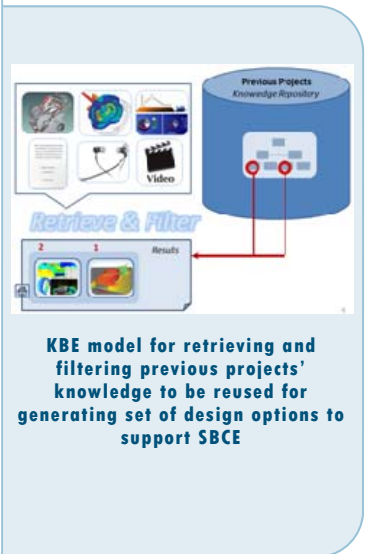 Previous Projects
Knowledge Repository
Video
Retrieve & Filter
2 1 Results
KBE model for retrieving and
filtering previous projects'
knowledge to be reused for
generating set of design options to
support SBCE